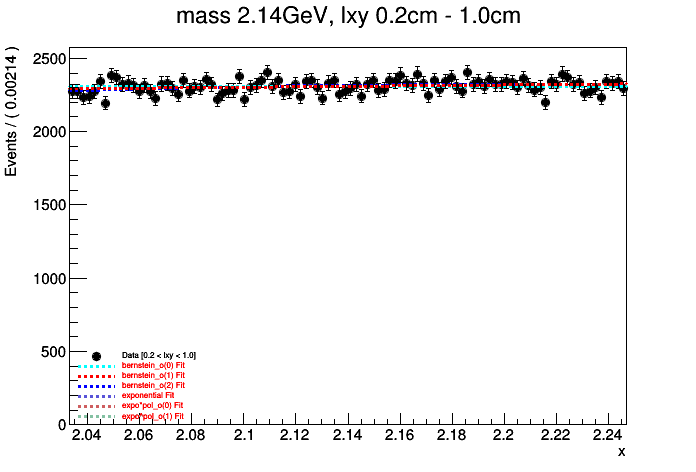 mass 2.14GeV, lxy 0.2cm - 1.0cm
Events / ( 0.00214 )
2500
2000
1500
1000
500
0
Data [0.2 < lxy < 1.0]
bernstein_o(0) Fit
bernstein_o(1) Fit
bernstein_o(2) Fit
exponential Fit
expo*pol_o(0) Fit
expo*pol_o(1) Fit
2.04 2.06 2.08 2.1 2.12 2.14 2.16 2.18 2.2 2.22 2.24
x